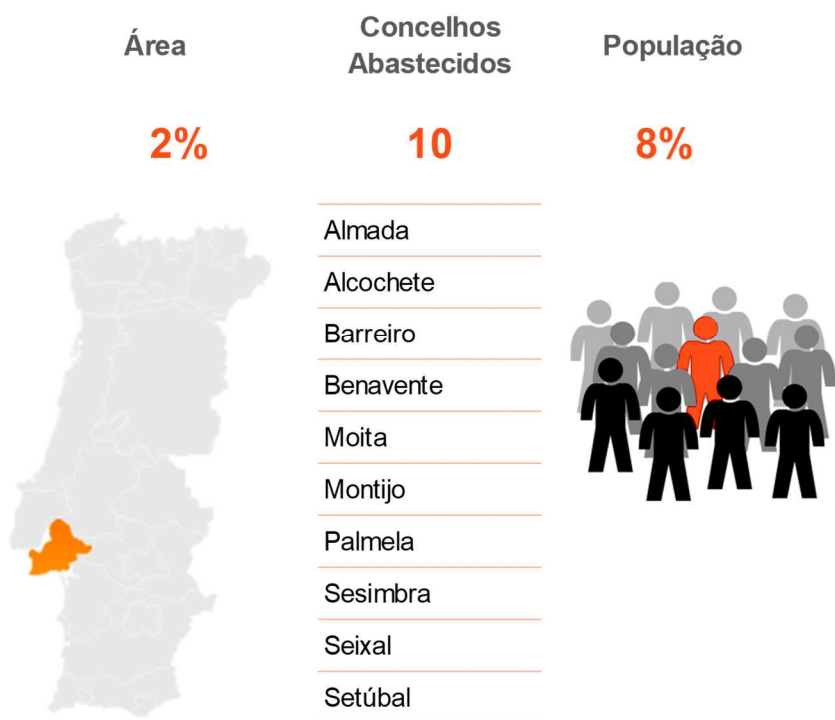 Área
Concelhos
Abastecidos
População
2%
10
8%
Almada
Alcochete
Barreiro
Benavente
Moita
Montijo
Palmela
Sesimbra
Seixal
Setúbal